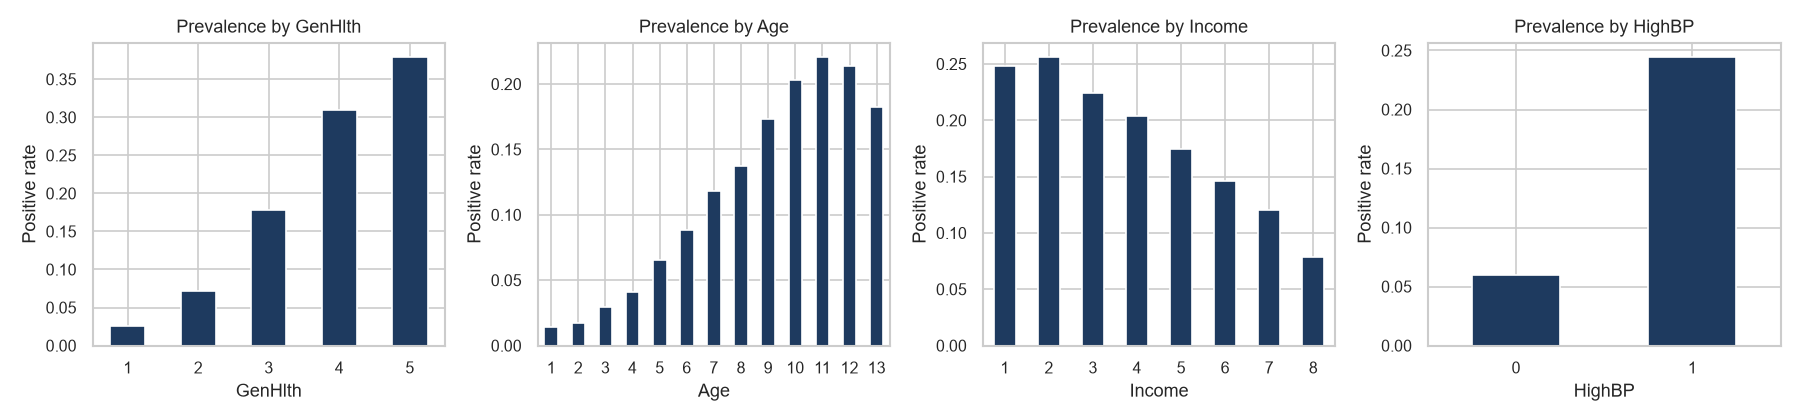 Prevalence by GenHlth
Positive rate
0.35
0.30
0.25
0.20
0.15
0.10
0.05
0.00
1 2 3 4 5
GenHlth
Prevalence by Age
Positive rate
0.20
0.15
0.10
0.05
0.00
1 2 3 4 5 6 7 8 9 10 11 12 13
Age
Prevalence by Income
Positive rate
0.25
0.20
0.15
0.10
0.05
0.00
1 2 3 4 5 6 7 8
Income
Prevalence by HighBP
Positive rate
0.25
0.20
0.15
0.10
0.05
0.00
0 1
HighBP